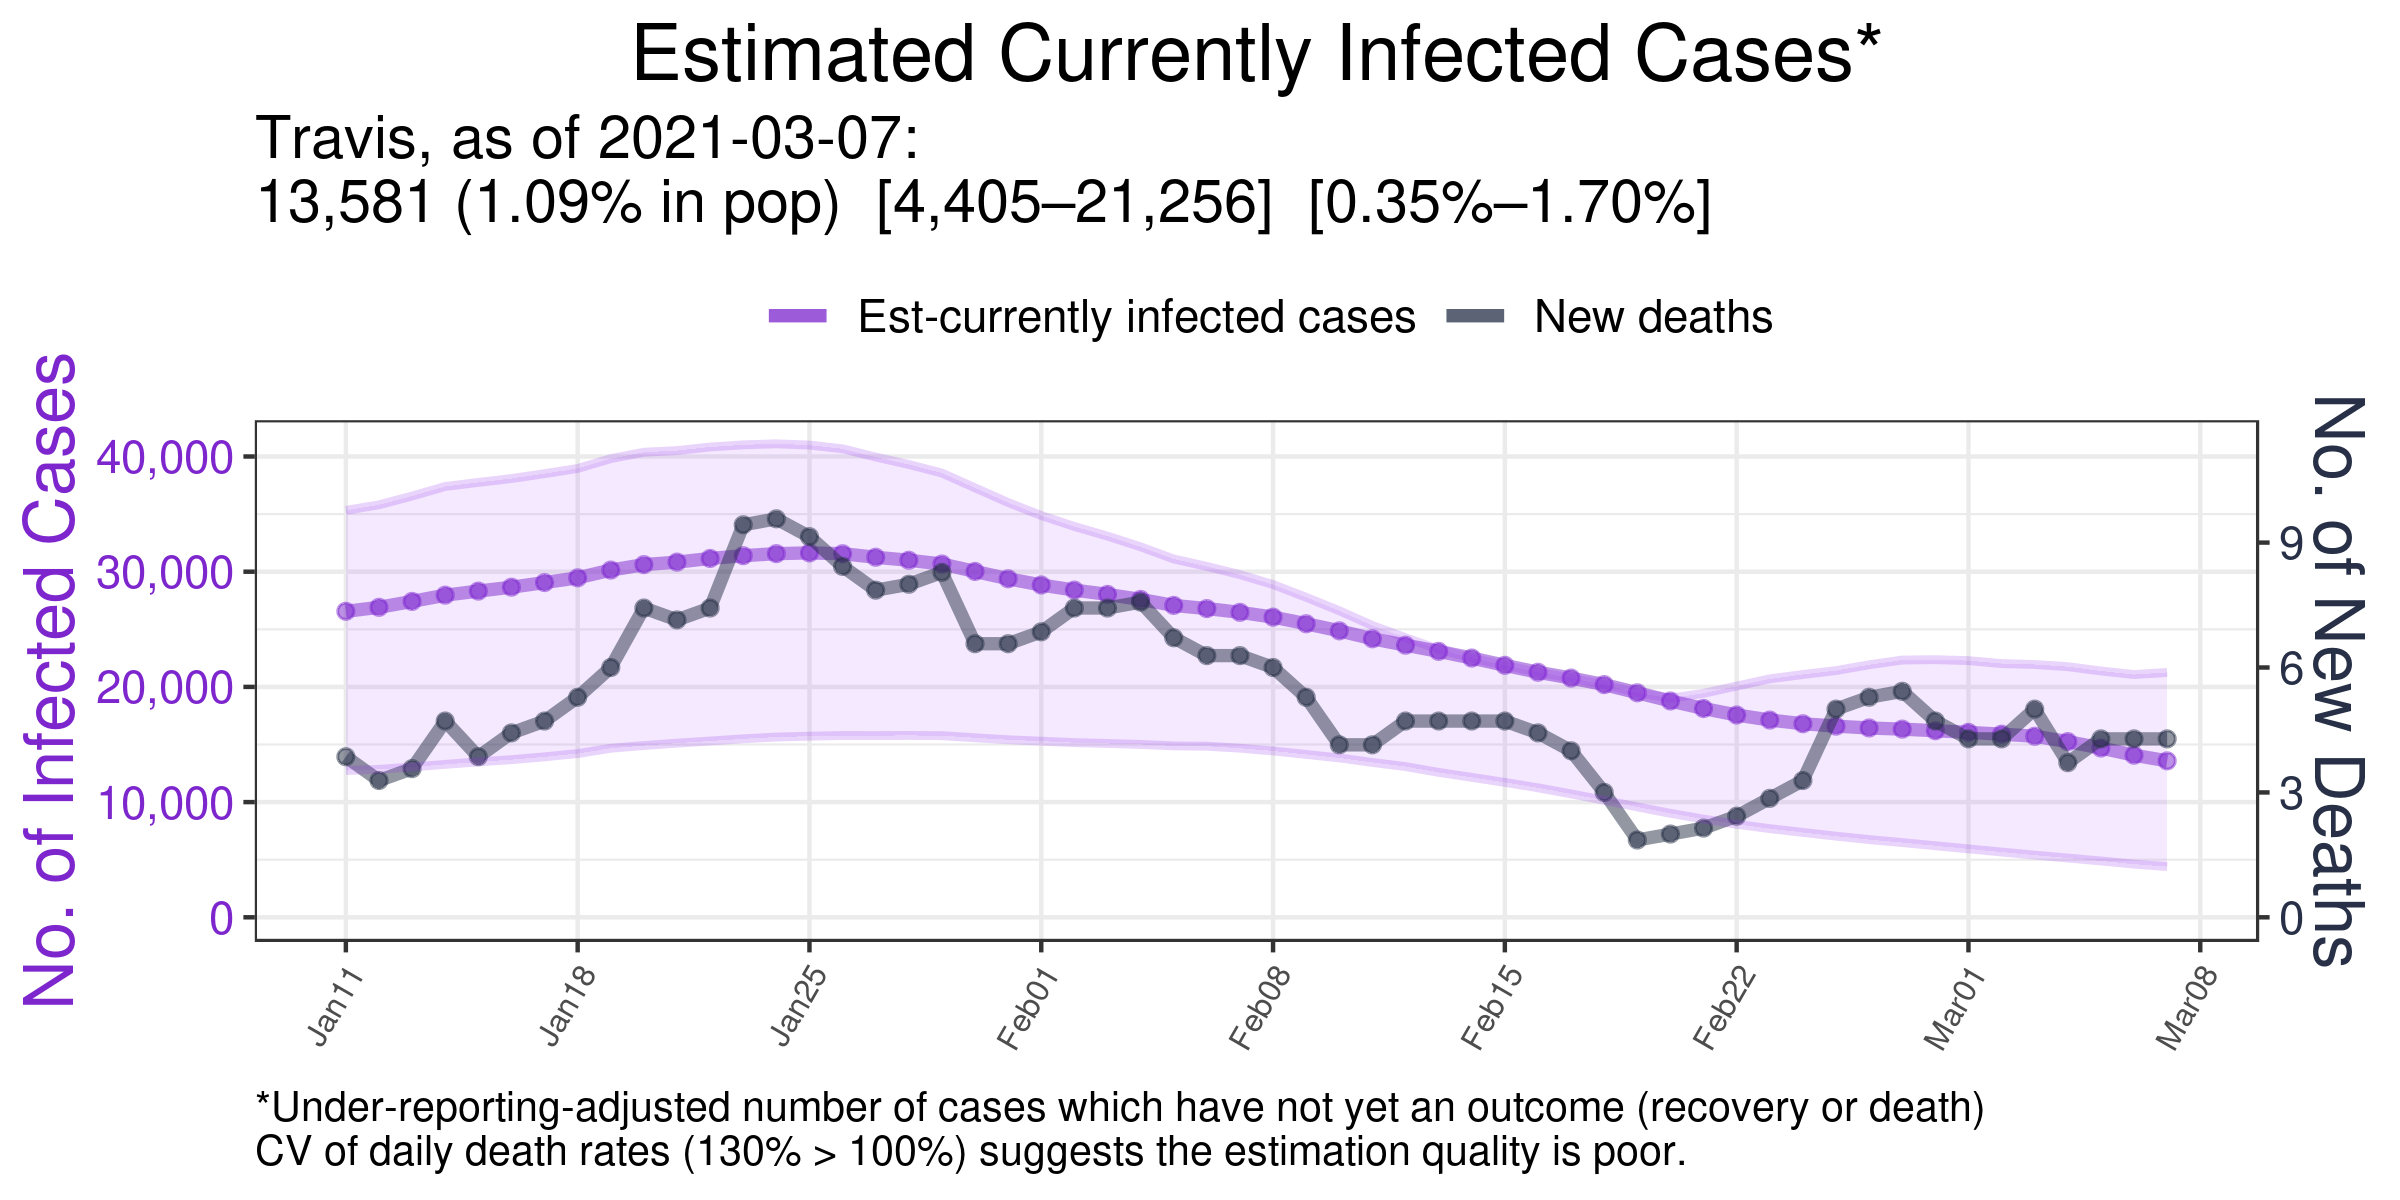 Estimated Currently Infected Cases*
Travis, as of 2021-03-07:
13,581 (1.09% in pop)  [4,405–21,256]  [0.35%–1.70%]
Est-currently infected cases
New deaths
No. of Infected Cases
40,000
30,000
20,000
10,000
0
No. of New Deaths
9
6
3
0
Jan11
Jan18
Jan25
Feb01
Feb08
Feb15
Feb22
Mar01
Mar08
*Under-reporting-adjusted number of cases which have not yet an outcome (recovery or death)
CV of daily death rates (130% > 100%) suggests the estimation quality is poor.